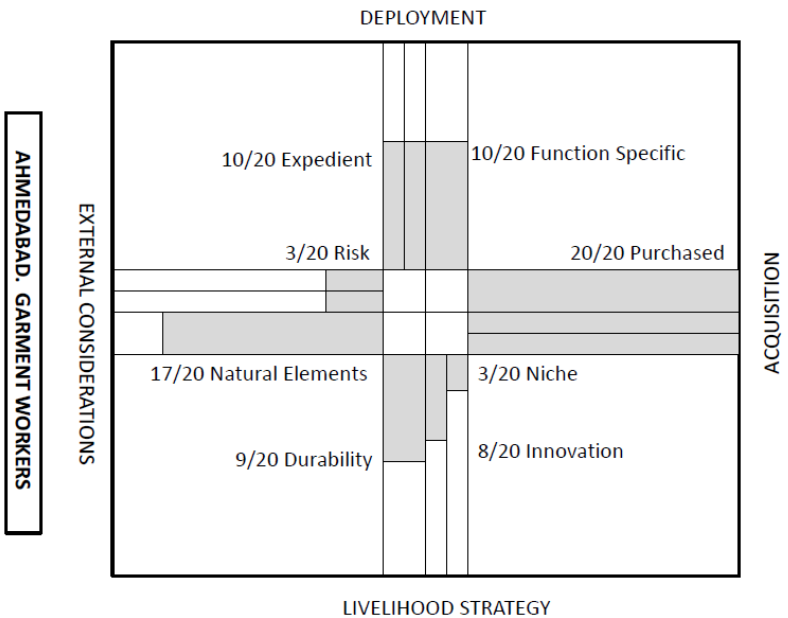 DEPLOYMENT
AHMEDABAD. GARMENT WORKERS
EXTERNAL CONSIDERATIONS
10/20 Expedient
10/20 Function Specific
3/20 Risk
20/20 Purchased
ACQUISITION
17/20 Natural Elements
3/20 Niche
9/20 Durability
8/20 Innovation
LIVELIHOOD STRATEGY